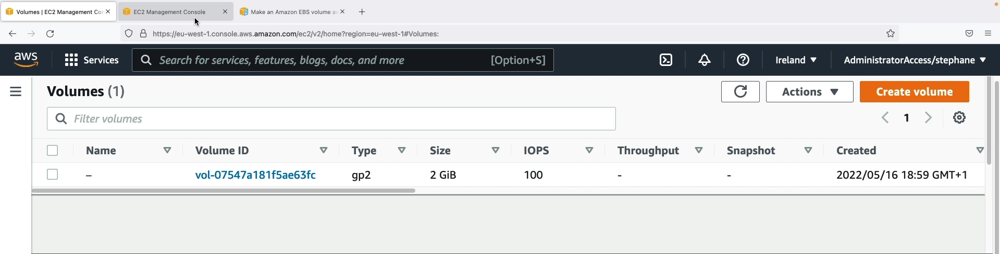 Volumes | EC2 Management Con
EC2 Management Console
Make an Amazon EBS volume av
https://eu-west-1.console.aws.amazon.com/ec2/v2/home?region=eu-west-1#Volumes:
aws
Services
Search for services, features, blogs, docs, and more
[Option+S]
Ireland
AdministratorAccess/stephane
Volumes (1)
Actions
Create volume
Filter volumes
1
Name Volume ID Type Size IOPS Throughput Snapshot Created
– vol-07547a181f5ae63fc gp2 2 GiB 100 - - 2022/05/16 18:59 GMT+1